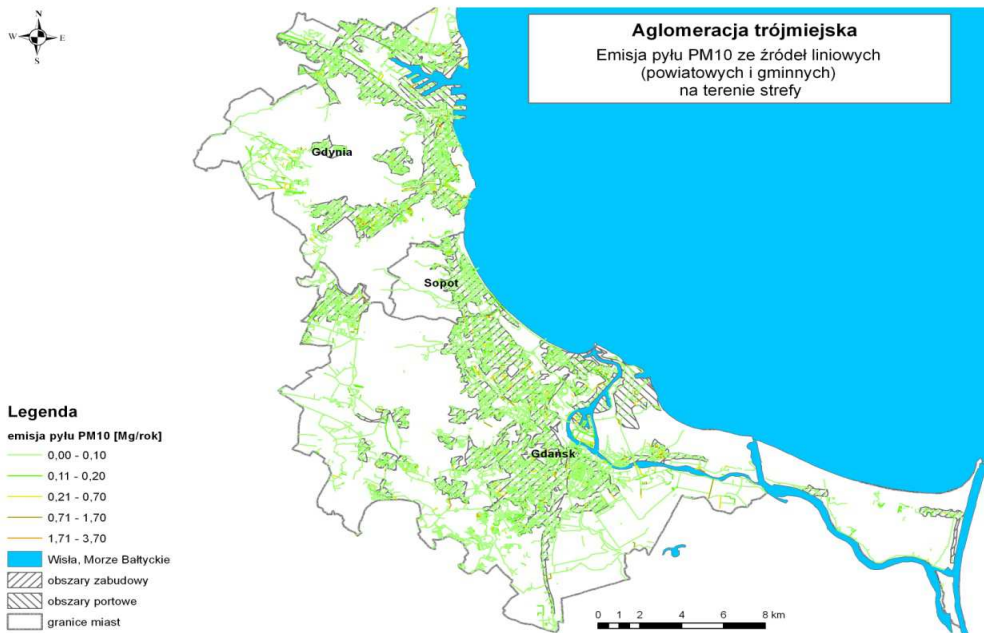 N
W E
S
Aglomeracja trójmiejska
Emisja pyłu PM10 ze źródeł liniowych
(powiatowych i gminnych)
na terenie strefy
Gdynia
Sopot
Gdańsk
Legenda
emisja pyłu PM10 [Mg/rok]
0,00 - 0,10
0,11 - 0,20
0,21 - 0,70
0,71 - 1,70
1,71 - 3,70
Wisła, Morze Bałtyckie
obszary zabudowy
obszary portowe
granice miast
0 1 2 4 6 8 km